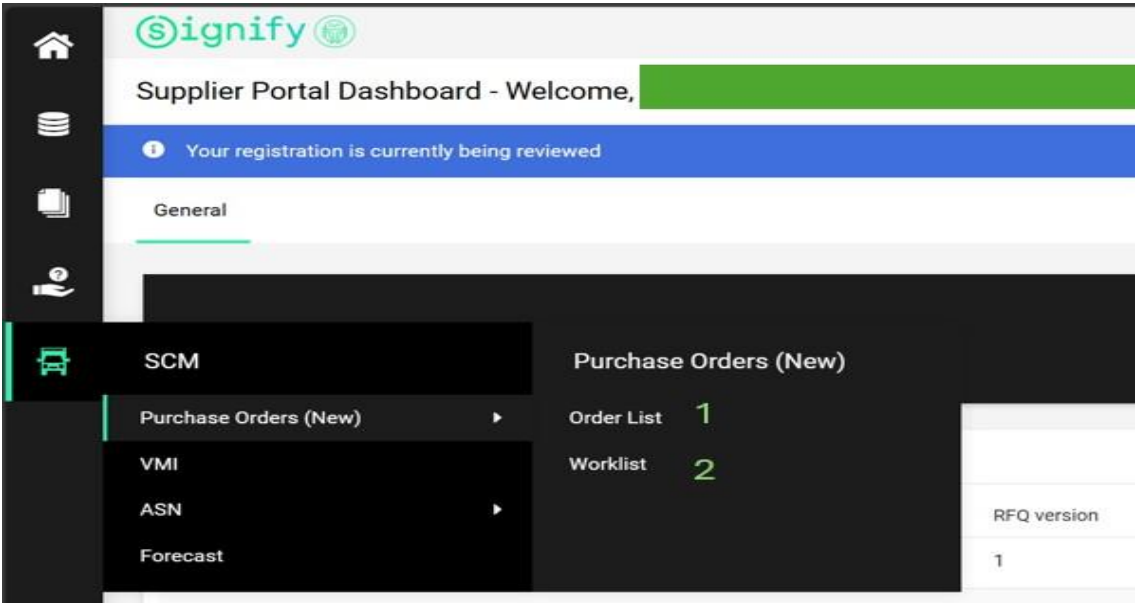 Signify
Supplier Portal Dashboard - Welcome,
Your registration is currently being reviewed
General
SCM
Purchase Orders (New)
VMI
ASN
Forecast
Purchase Orders (New)
Order List 1
Worklist 2
RFQ version
1